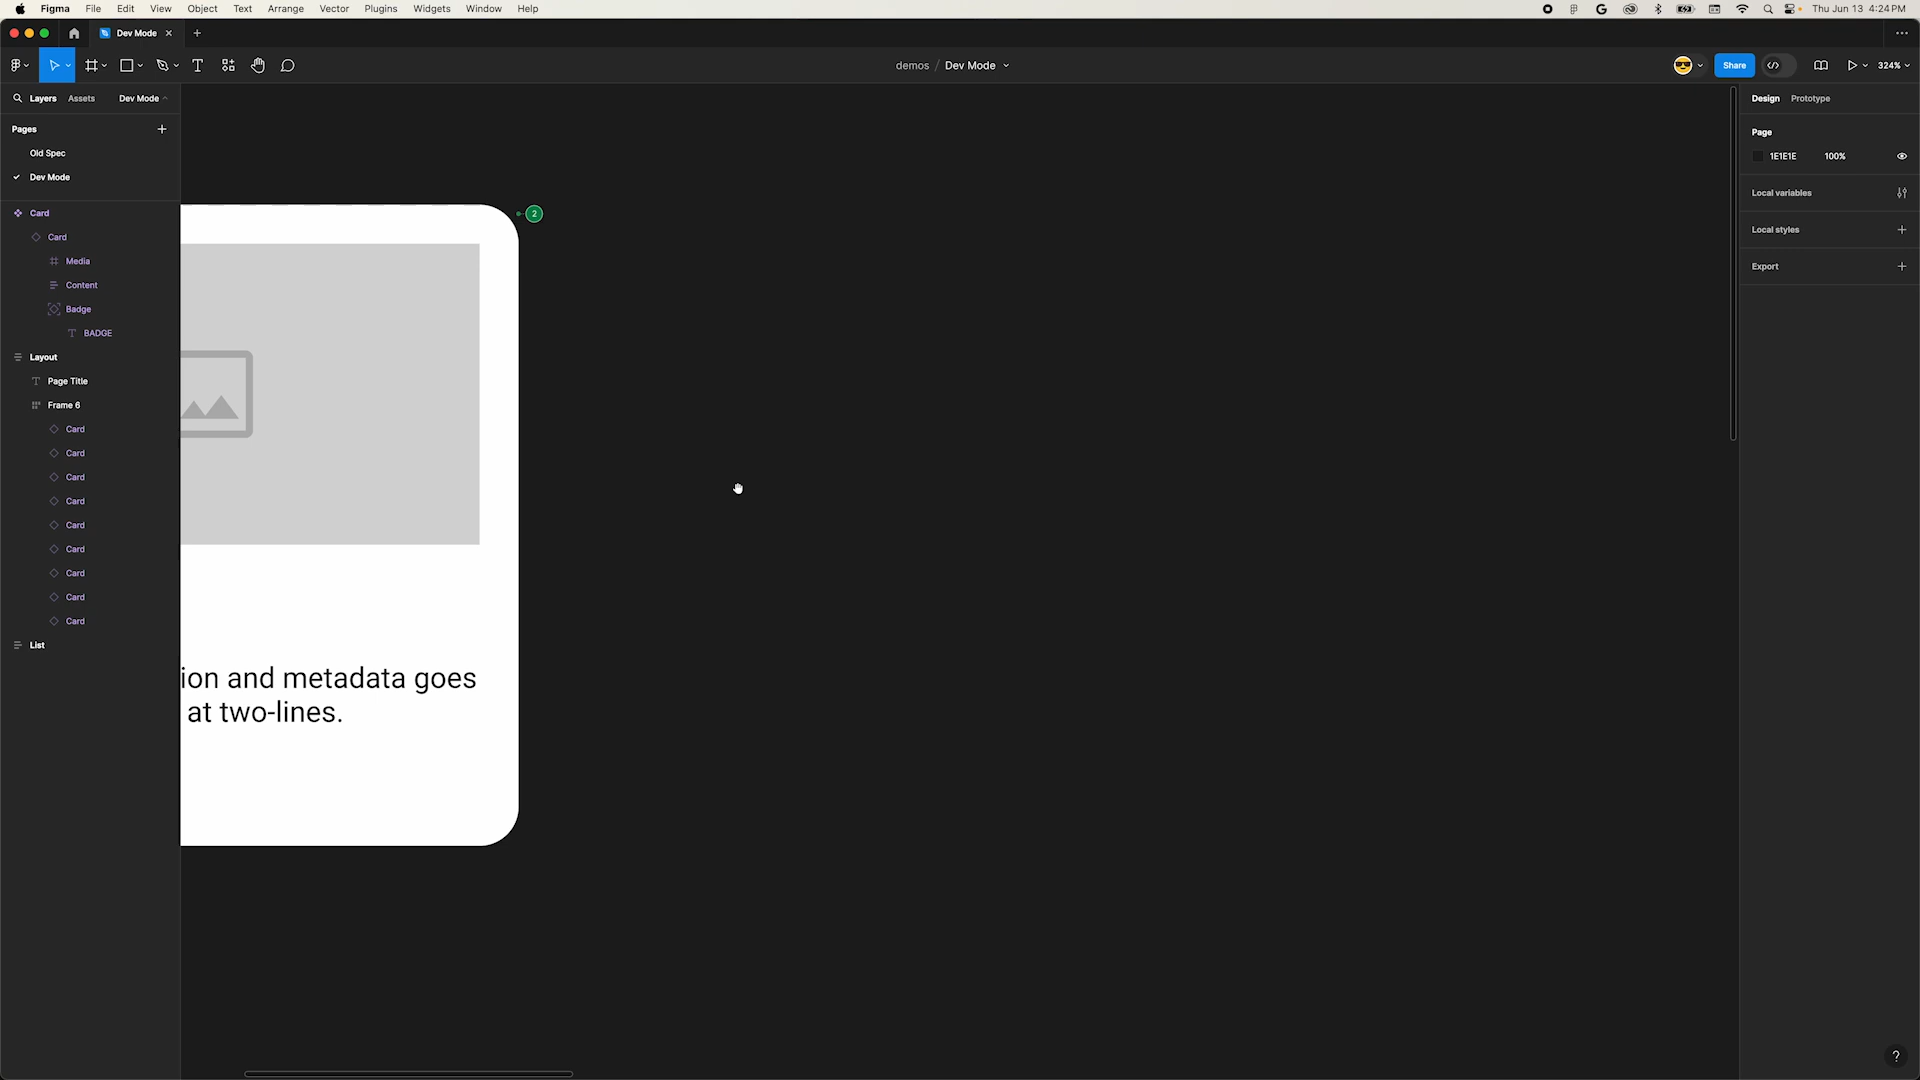 Figma File Edit View Object Text Arrange Vector Plugins Widgets Window Help
Thu Jun 13 4:24 PM
Dev Mode
demos / Dev Mode
Share
324%
Layers Assets Dev Mode
Pages
Old Spec
Dev Mode
Card
Card
Media
Content
Badge
BADGE
Layout
Page Title
Frame 6
Card
Card
Card
Card
Card
Card
Card
Card
Card
List
2
ion and metadata goes
at two-lines.
Design Prototype
Page
1E1E1E 100%
Local variables
Local styles
Export
?